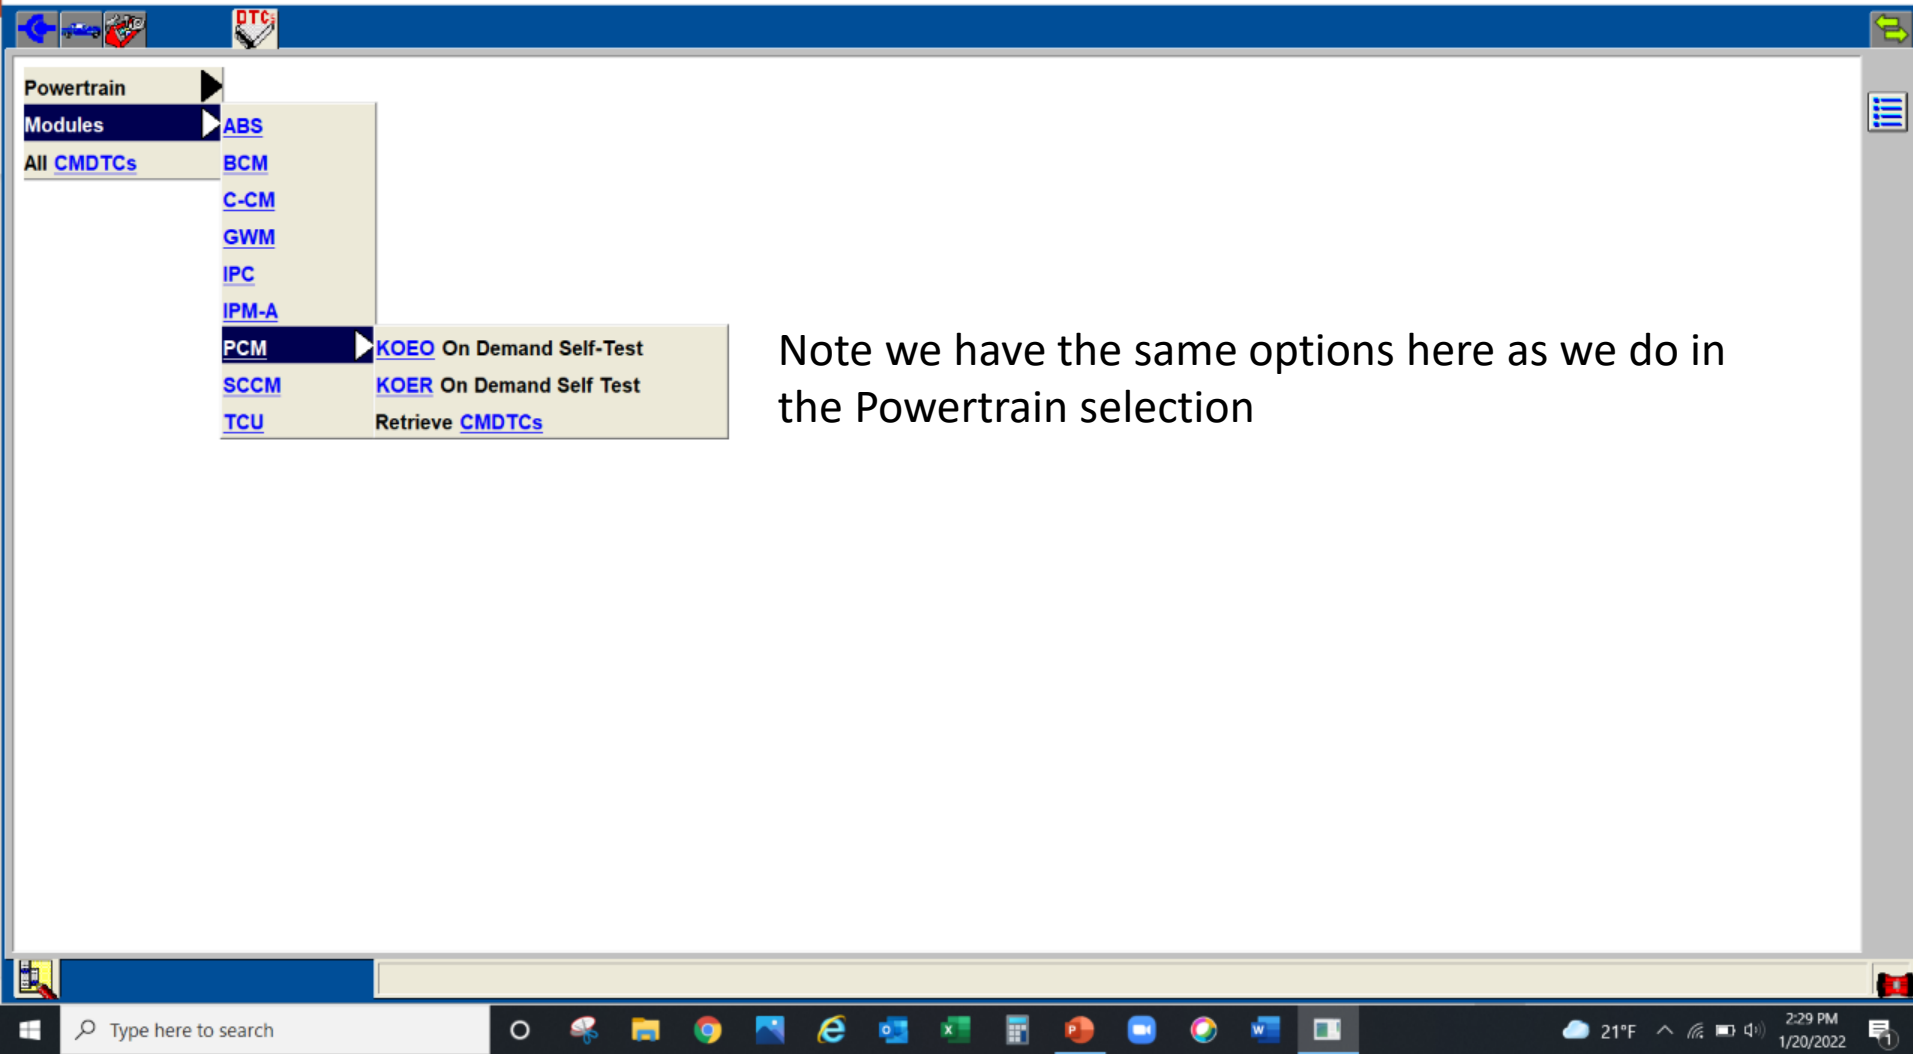 DTCs
Powertrain
Modules
All CMDTCs
ABS
BCM
C-CM
GWM
IPC
IPM-A
PCM
SCCM
TCU
KOEO On Demand Self-Test
KOER On Demand Self Test
Retrieve CMDTCs
Note we have the same options here as we do in
the Powertrain selection
Type here to search
21°F
2:29 PM
1/20/2022
1